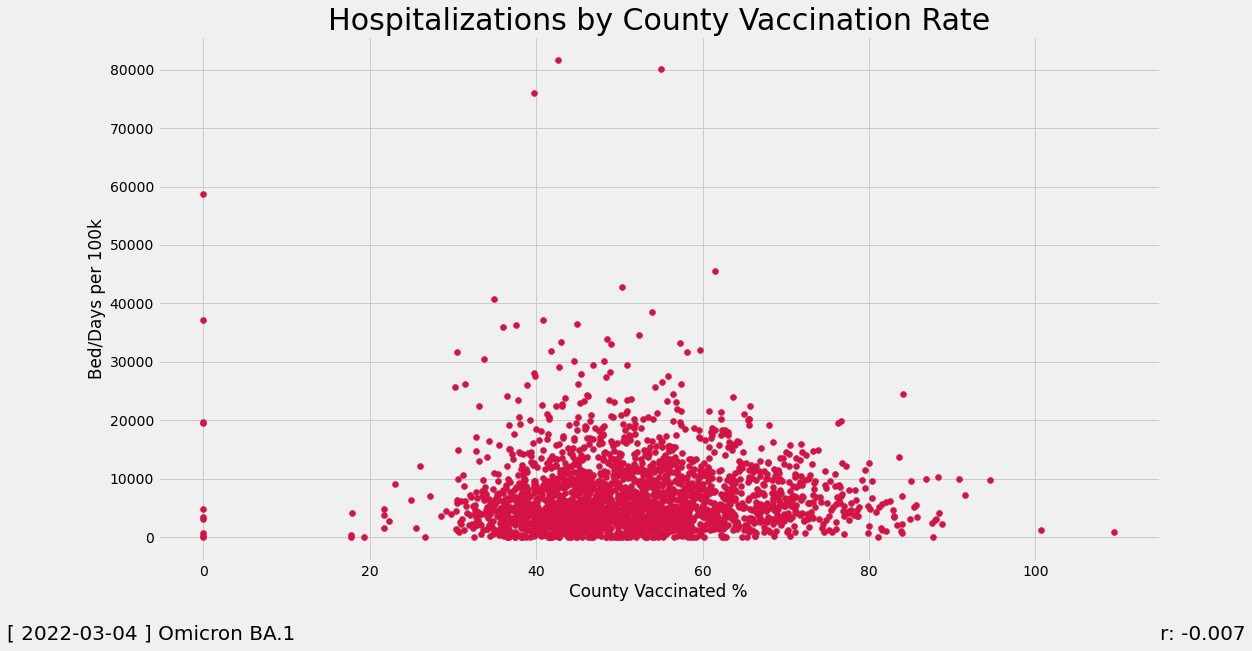 Hospitalizations by County Vaccination Rate
80000
70000
60000
50000
40000
30000
20000
10000
0
Bed/Days per 100k
0 20 40 60 80 100
County Vaccinated %
[ 2022-03-04 ] Omicron BA.1
r: -0.007